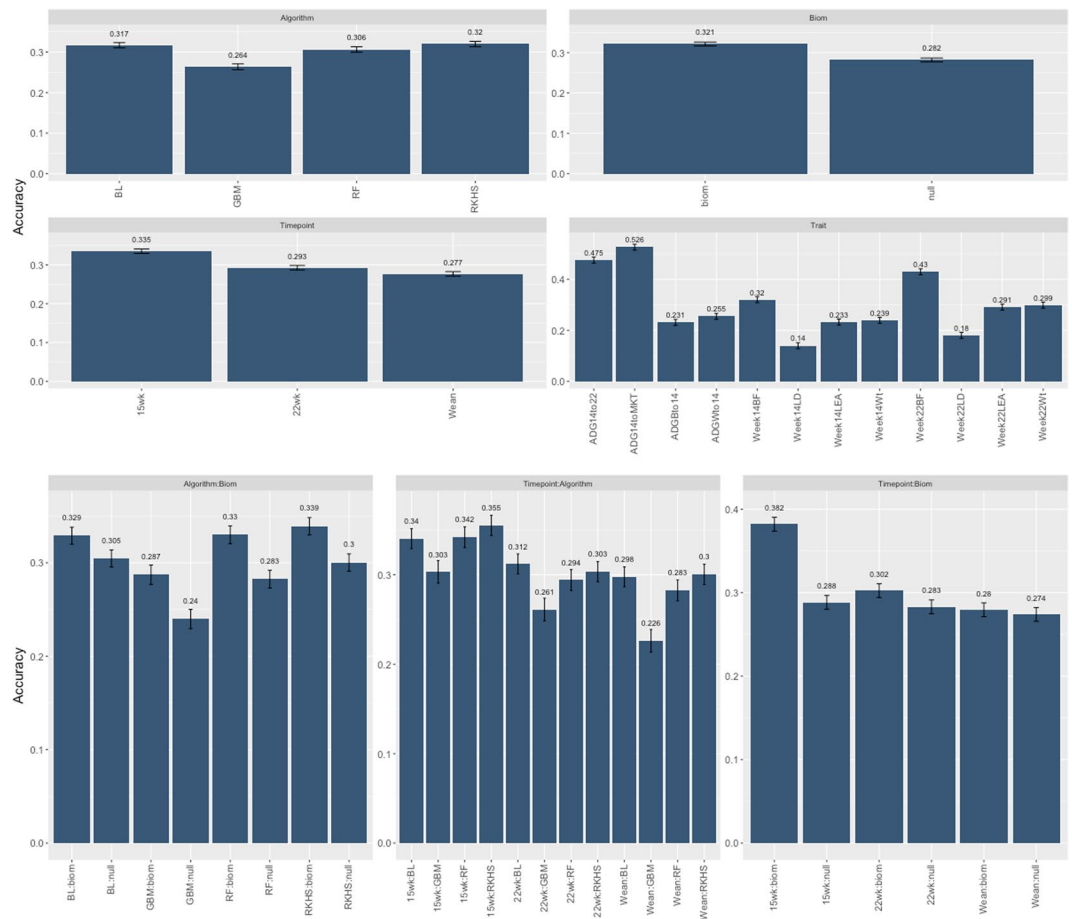 Algorithm
Biom
0.317
0.264
0.306
0.32
0.321
0.282
0.3
0.2
0.1
0.0
0.3
0.2
0.1
0.0
BL
GBM
RF
RKHS
biom
null
Accuracy
Timepoint
Trait
0.335
0.293
0.277
0.475
0.526
0.231
0.255
0.32
0.14
0.233
0.239
0.43
0.18
0.291
0.299
0.3
0.2
0.1
0.0
0.4
0.2
0.0
15wk
22wk
Wean
ADG14to22
ADG14toMKT
ADGBto14
ADGWto14
Week14BF
Week14LD
Week14LEA
Week14Wt
Week22BF
Week22LD
Week22LEA
Week22Wt
Algorithm:Biom
Timepoint:Algorithm
Timepoint:Biom
0.329
0.305
0.287
0.24
0.33
0.283
0.339
0.3
0.34
0.303
0.342
0.355
0.312
0.261
0.294
0.303
0.298
0.226
0.283
0.3
0.382
0.288
0.302
0.283
0.28
0.274
Accuracy
0.3
0.2
0.1
0.0
0.3
0.2
0.1
0.0
0.4
0.3
0.2
0.1
0.0
BL:biom
BL:null
GBM:biom
GBM:null
RF:biom
RF:null
RKHS:biom
RKHS:null
15wk:BL
15wk:GBM
15wk:RF
15wk:RKHS
22wk:BL
22wk:GBM
22wk:RF
22wk:RKHS
Wean:BL
Wean:GBM
Wean:RF
Wean:RKHS
15wk:biom
15wk:null
22wk:biom
22wk:null
Wean:biom
Wean:null